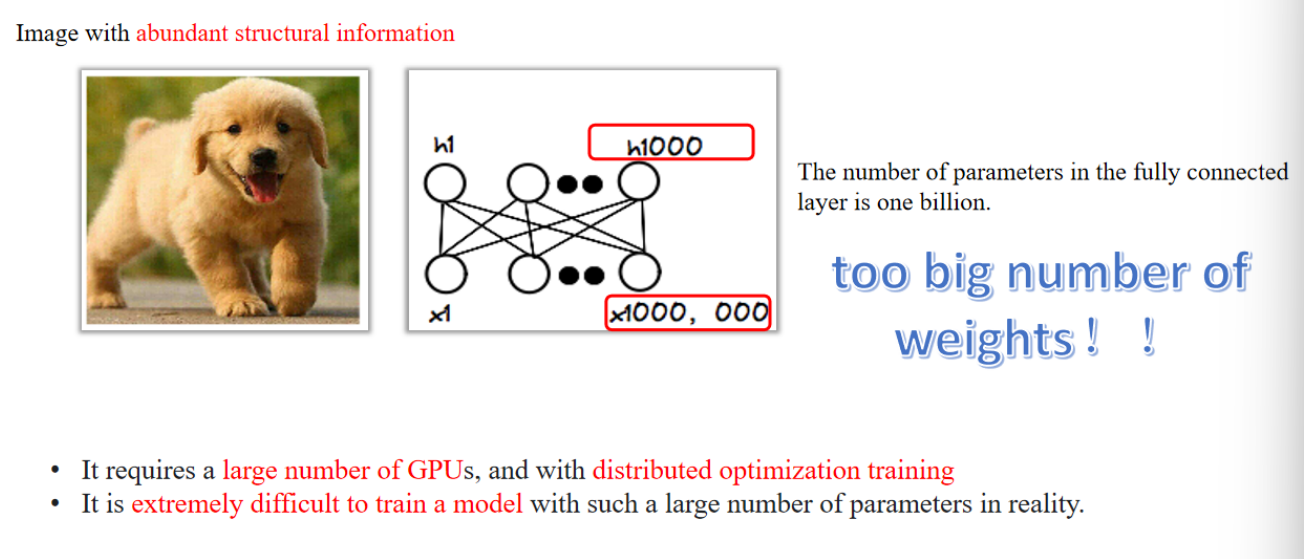 Image with abundant structural information
h1
h1000
x1
x1000, 000
The number of parameters in the fully connected
layer is one billion.
too big number of
weights！ ！
• It requires a large number of GPUs, and with distributed optimization training
• It is extremely difficult to train a model with such a large number of parameters in reality.